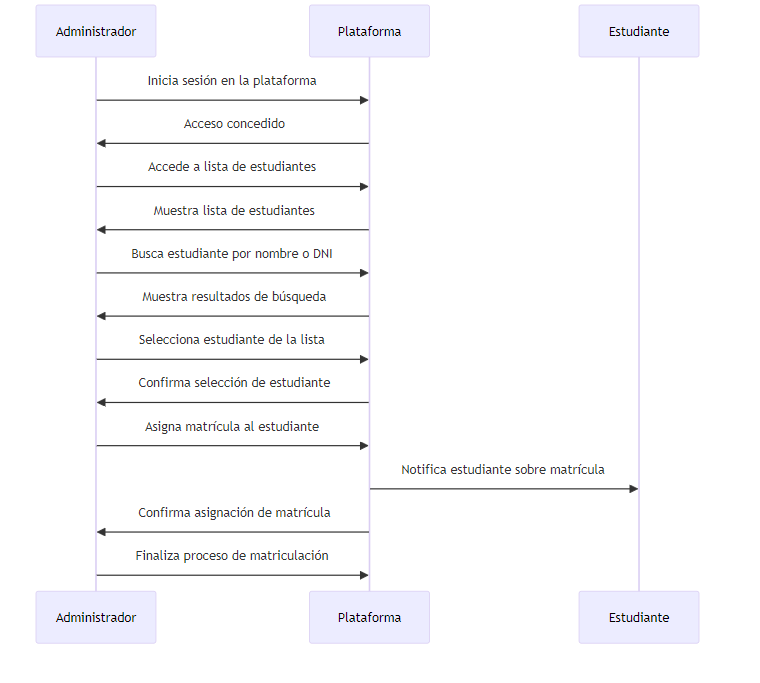 Administrador
Plataforma
Estudiante
Inicia sesión en la plataforma
Acceso concedido
Accede a lista de estudiantes
Muestra lista de estudiantes
Busca estudiante por nombre o DNI
Muestra resultados de búsqueda
Selecciona estudiante de la lista
Confirma selección de estudiante
Asigna matrícula al estudiante
Notifica estudiante sobre matrícula
Confirma asignación de matrícula
Finaliza proceso de matriculación
Administrador
Plataforma
Estudiante